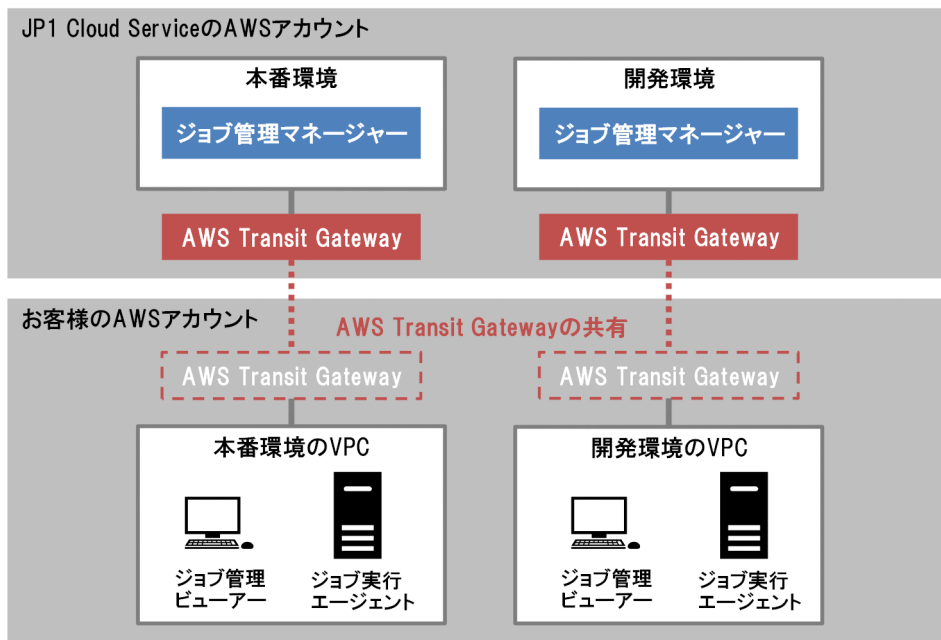 JP1 Cloud ServiceのAWSアカウント
本番環境
開発環境
ジョブ管理マネージャー
ジョブ管理マネージャー
AWS Transit Gateway
AWS Transit Gateway
お客様のAWSアカウント
AWS Transit Gatewayの共有
AWS Transit Gateway
AWS Transit Gateway
本番環境のVPC
開発環境のVPC
ジョブ管理
ビューアー
ジョブ実行
エージェント
ジョブ管理
ビューアー
ジョブ実行
エージェント